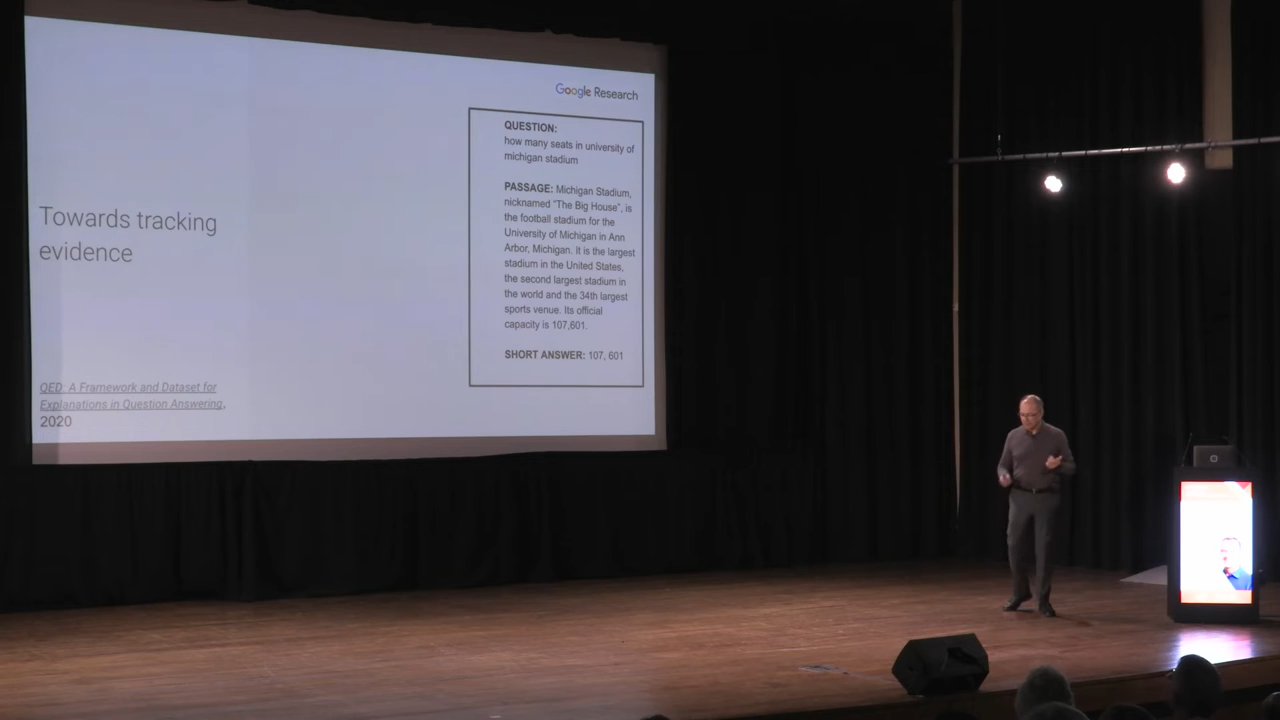 Google Research
QUESTION:
how many seats in university of
michigan stadium
PASSAGE: Michigan Stadium,
nicknamed "The Big House", is
the football stadium for the
University of Michigan in Ann
Arbor, Michigan. It is the largest
stadium in the United States,
the second largest stadium in
the world and the 34th largest
sports venue. Its official
capacity is 107,601.
SHORT ANSWER: 107, 601
Towards tracking
evidence
QED: A Framework and Dataset for
Explanations in Question Answering,
2020